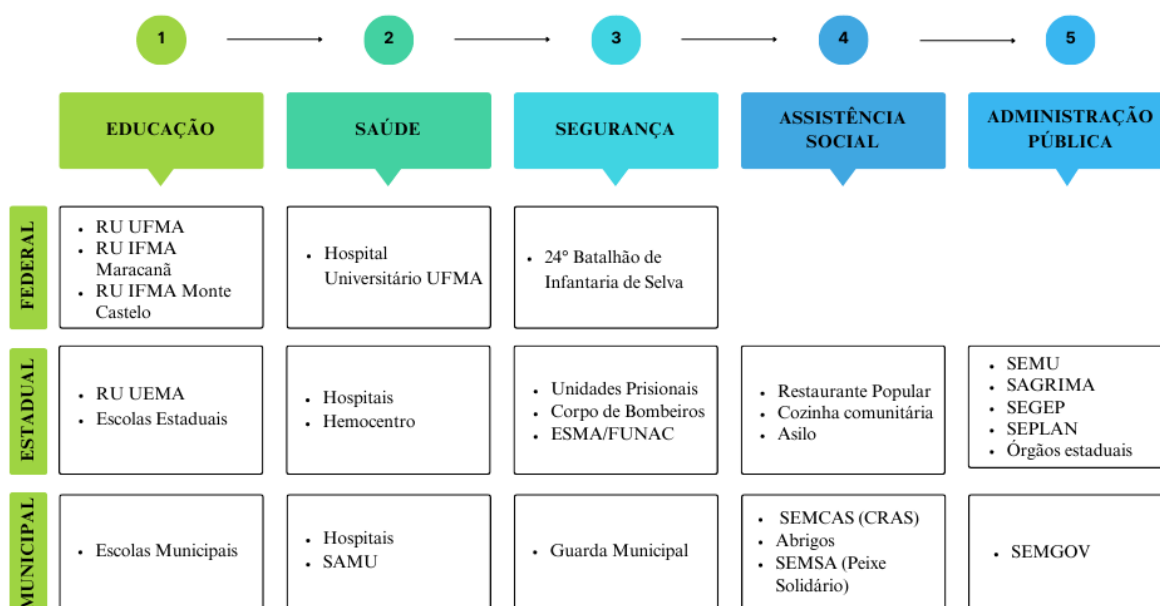 1
2
3
4
5
EDUCAÇÃO
SAÚDE
SEGURANÇA
ASSISTÊNCIA
SOCIAL
ADMINISTRAÇÃO
PÚBLICA
FEDERAL
• RU UFMA
• RU IFMA
Maracanã
• RU IFMA Monte
Castelo
• Hospital
Universitário UFMA
• 24º Batalhão de
Infantaria de Selva
ESTADUAL
• RU UEMA
• Escolas Estaduais
• Hospitais
• Hemocentro
• Unidades Prisionais
• Corpo de Bombeiros
• ESMA/FUNAC
• Restaurante Popular
• Cozinha comunitária
• Asilo
• SEMU
• SAGRIMA
• SEGEP
• SEPLAN
• Órgãos estaduais
MUNICIPAL
• Escolas Municipais
• Hospitais
• SAMU
• Guarda Municipal
• SEMCAS (CRAS)
• Abrigos
• SEMSA (Peixe
Solidário)
• SEMGOV